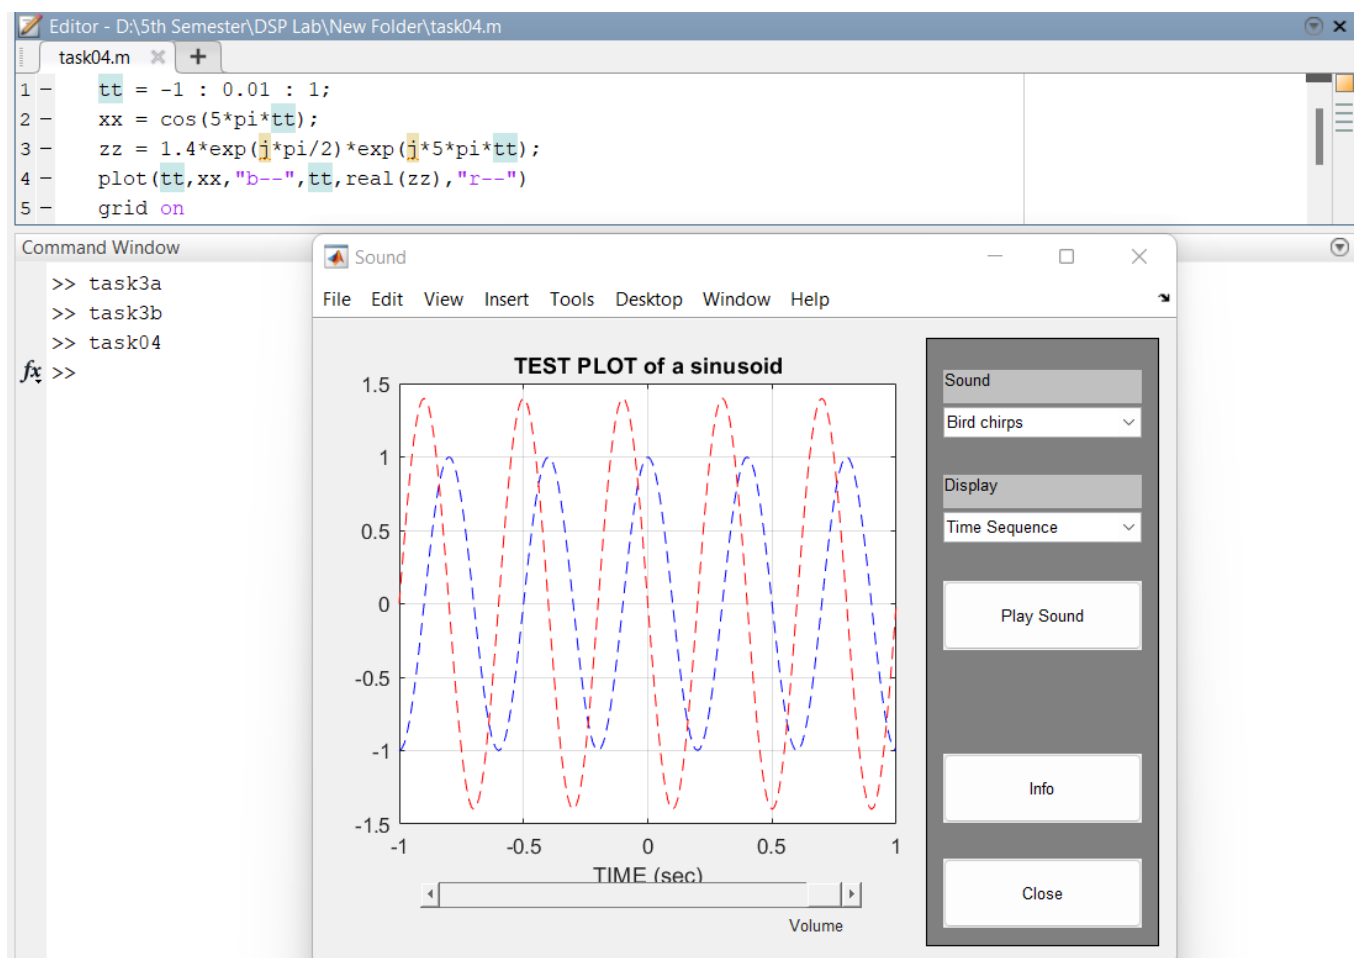 Editor - D:\5th Semester\DSP Lab\New Folder\task04.m
task04.m
1 - tt = -1 : 0.01 : 1;
2 - xx = cos(5*pi*tt);
3 - zz = 1.4*exp(j*pi/2)*exp(j*5*pi*tt);
4 - plot(tt,xx,"b--",tt,real(zz),"r--")
5 - grid on
Command Window
>> task3a
>> task3b
>> task04
fx >>
Sound
File Edit View Insert Tools Desktop Window Help
TEST PLOT of a sinusoid
1.5
1
0.5
0
-0.5
-1
-1.5
-1 -0.5 0 0.5 1
TIME (sec)
Volume
Sound
Bird chirps
Display
Time Sequence
Play Sound
Info
Close